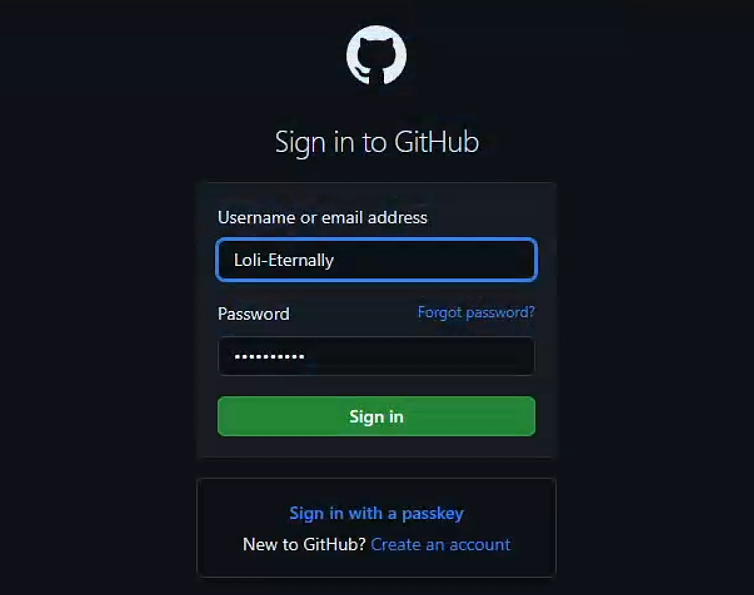 Sign in to GitHub
Username or email address
Loli-Eternally
Password Forgot password?
••••••••••
Sign in
Sign in with a passkey
New to GitHub? Create an account